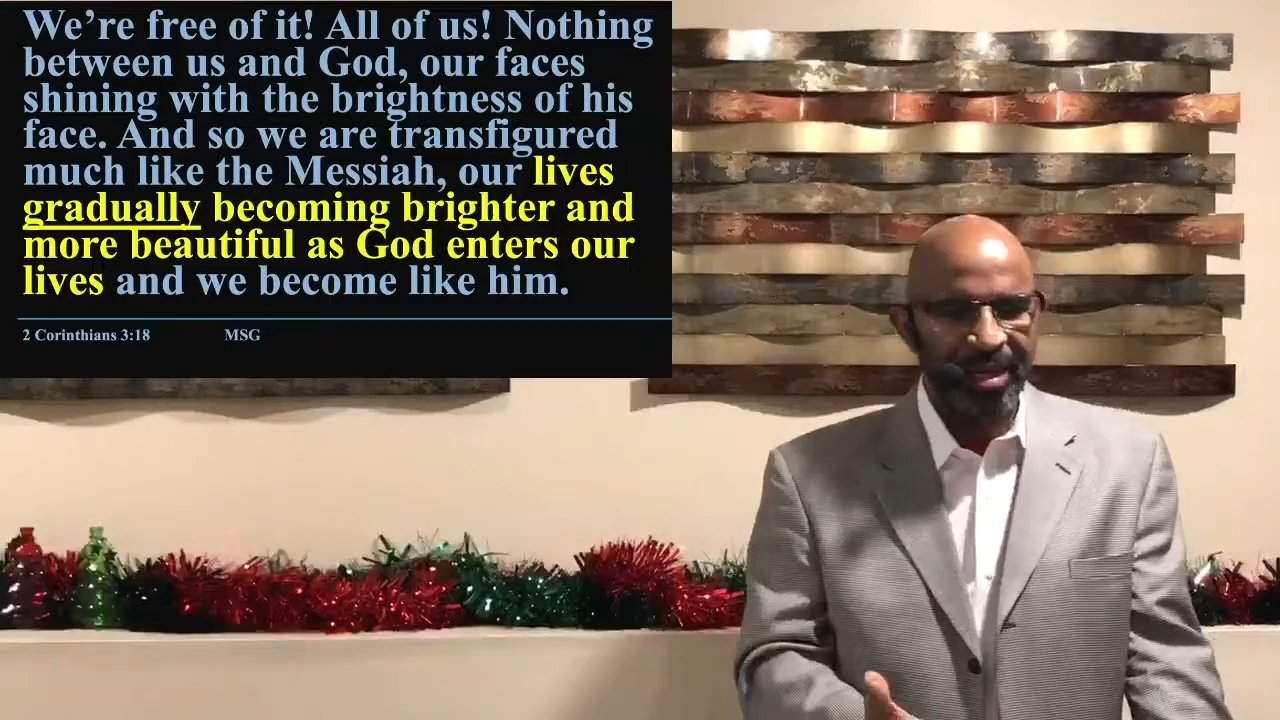 We’re free of it! All of us! Nothing
between us and God, our faces
shining with the brightness of his
face. And so we are transfigured
much like the Messiah, our lives
gradually becoming brighter and
more beautiful as God enters our
lives and we become like him.
2 Corinthians 3:18 MSG